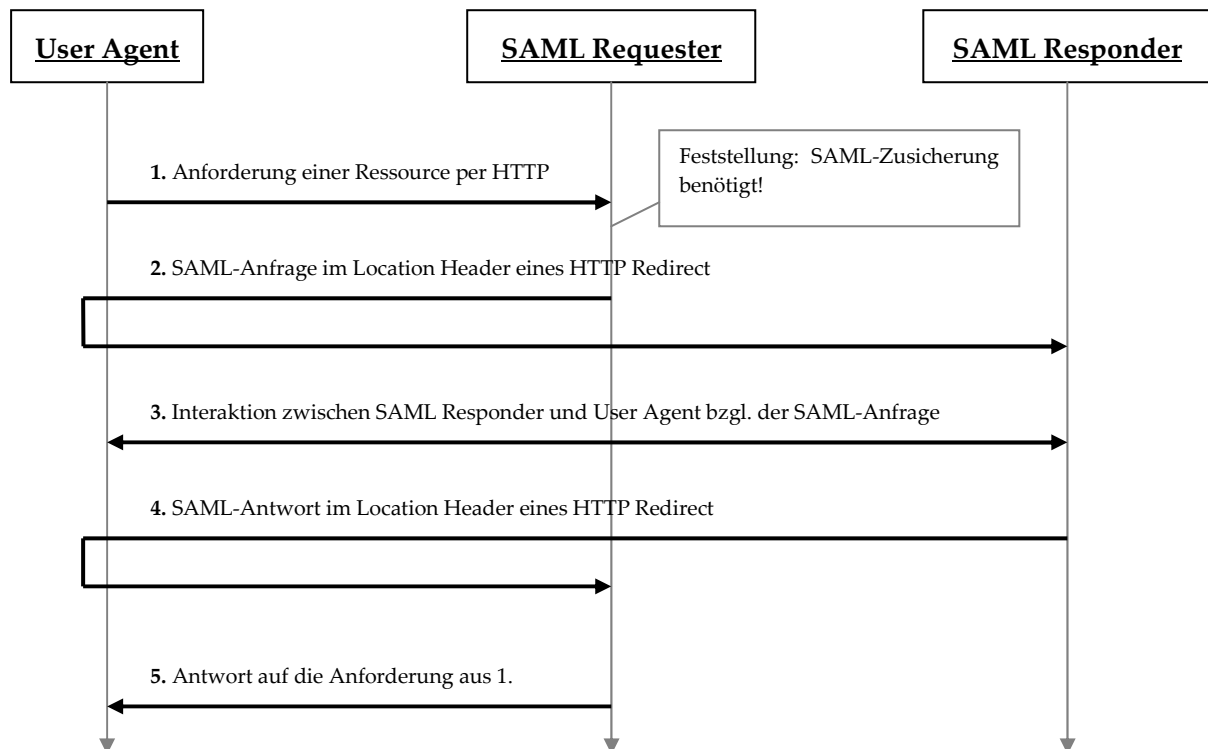 User Agent
SAML Requester
SAML Responder
1. Anforderung einer Ressource per HTTP
Feststellung: SAML-Zusicherung
benötigt!
2. SAML-Anfrage im Location Header eines HTTP Redirect
3. Interaktion zwischen SAML Responder und User Agent bzgl. der SAML-Anfrage
4. SAML-Antwort im Location Header eines HTTP Redirect
5. Antwort auf die Anforderung aus 1.